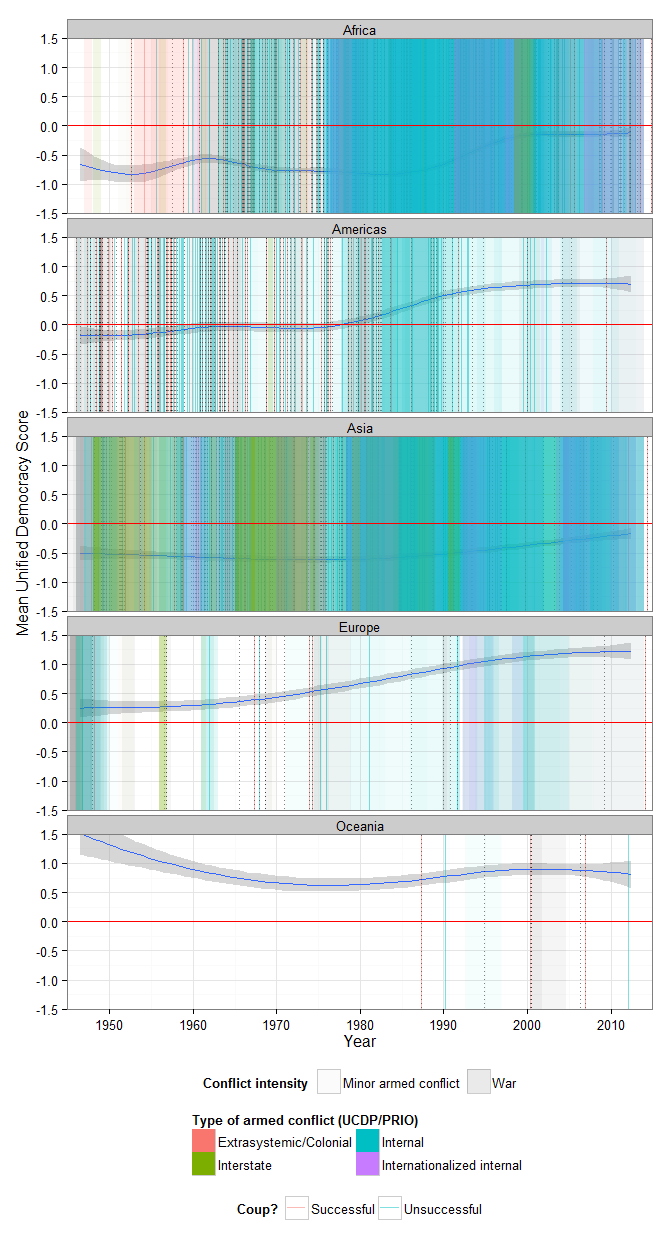 Africa
1.5
1.0
0.5
0.0
-0.5
-1.0
-1.5
Americas
1.5
1.0
0.5
0.0
-0.5
-1.0
-1.5
Asia
1.5
1.0
0.5
0.0
-0.5
-1.0
-1.5
Mean Unified Democracy Score
Europe
1.5
1.0
0.5
0.0
-0.5
-1.0
-1.5
Oceania
1.5
1.0
0.5
0.0
-0.5
-1.0
-1.5
1950 1960 1970 1980 1990 2000 2010
Year
Conflict intensity Minor armed conflict War
Type of armed conflict (UCDP/PRIO)
Extrasystemic/Colonial Internal
Interstate Internationalized internal
Coup? Successful Unsuccessful